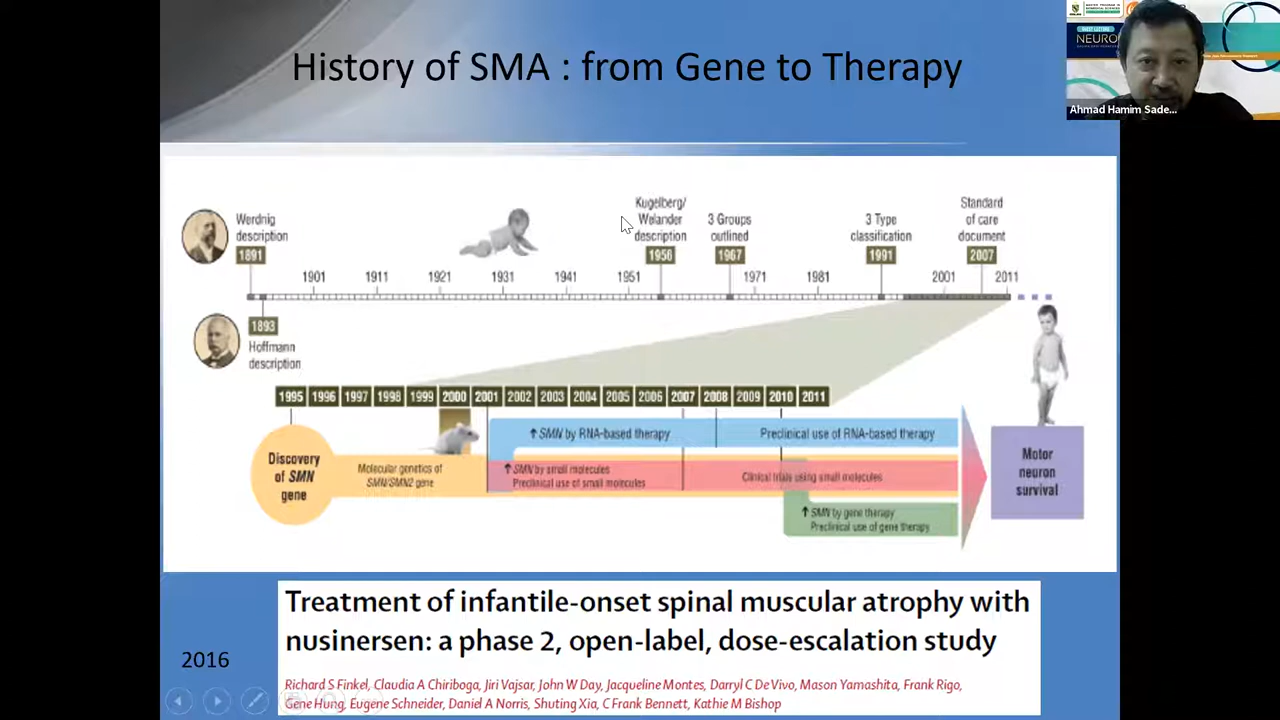 History of SMA : from Gene to Therapy
NEURO
Ahmad Hamim Sade...
Werdnig
description
1891
Kugelberg/
Welander
description
1956
3 Groups
outlined
1967
3 Type
classification
1991
Standard
of care
document
2007
1901 1911 1921 1931 1941 1951 1971 1981 2001 2011
1893
Hoffmann
description
1995 1996 1997 1998 1999 2000 2001 2002 2003 2004 2005 2006 2007 2008 2009 2010 2011
Discovery
of SMN
gene
Molecular genetics of
SMN/SMN2 gene
↑ SMN by RNA-based therapy
Preclinical use of RNA-based therapy
↑ SMN by small molecules
Preclinical use of small molecules
Clinical trials using small molecules
↑ SMN by gene therapy
Preclinical use of gene therapy
Motor
neuron
survival
Treatment of infantile-onset spinal muscular atrophy with
nusinersen: a phase 2, open-label, dose-escalation study
2016
Richard S Finkel, Claudia A Chiriboga, Jiri Vajsar, John W Day, Jacqueline Montes, Darryl C De Vivo, Mason Yamashita, Frank Rigo,
Gene Hung, Eugene Schneider, Daniel A Norris, Shuting Xia, C Frank Bennett, Kathie M Bishop